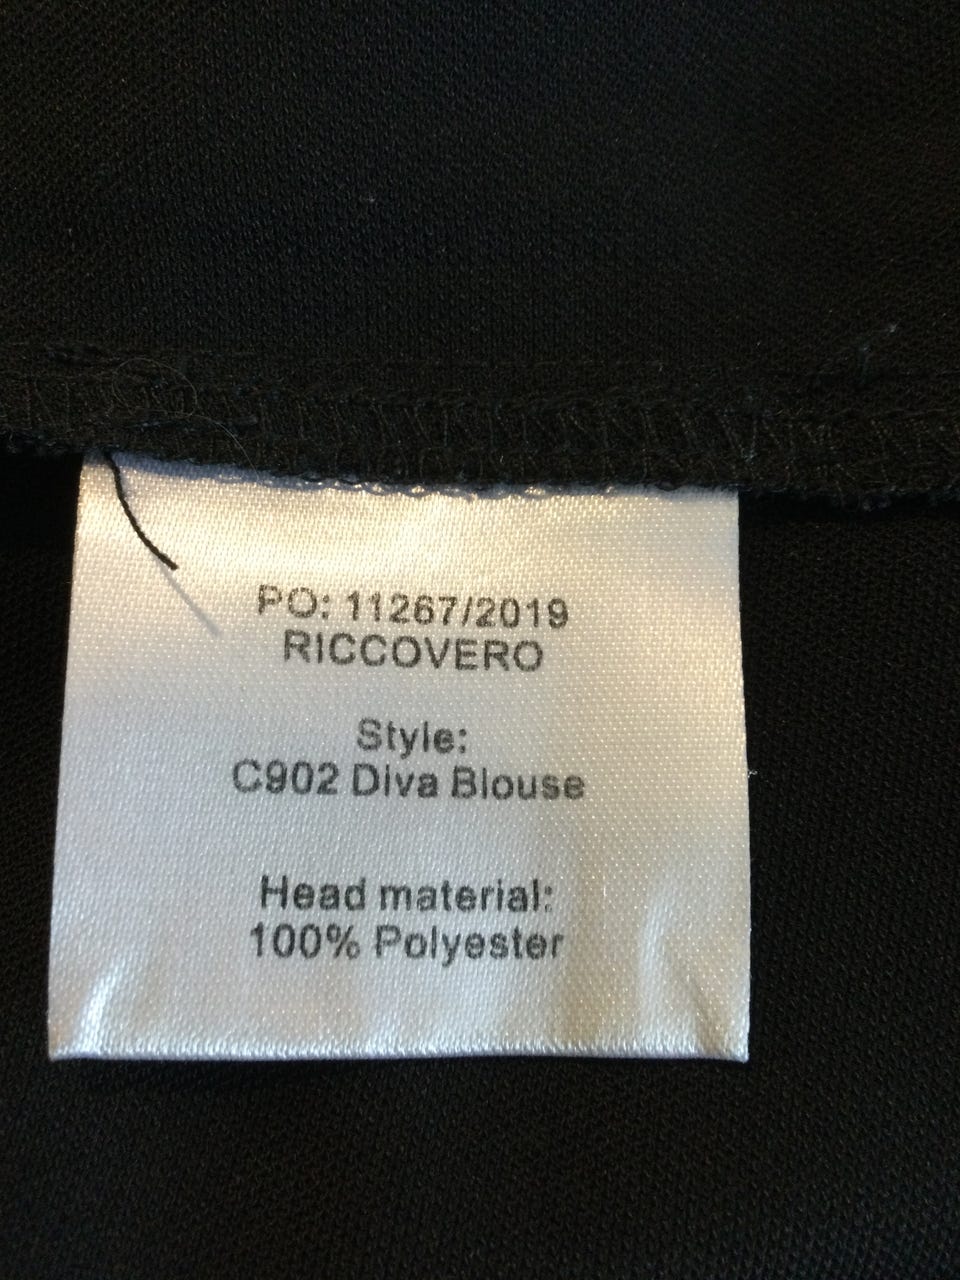 PO: 11267/2019
RICCOVERO
Style:
C902 Diva Blouse
Head material:
100% Polyester